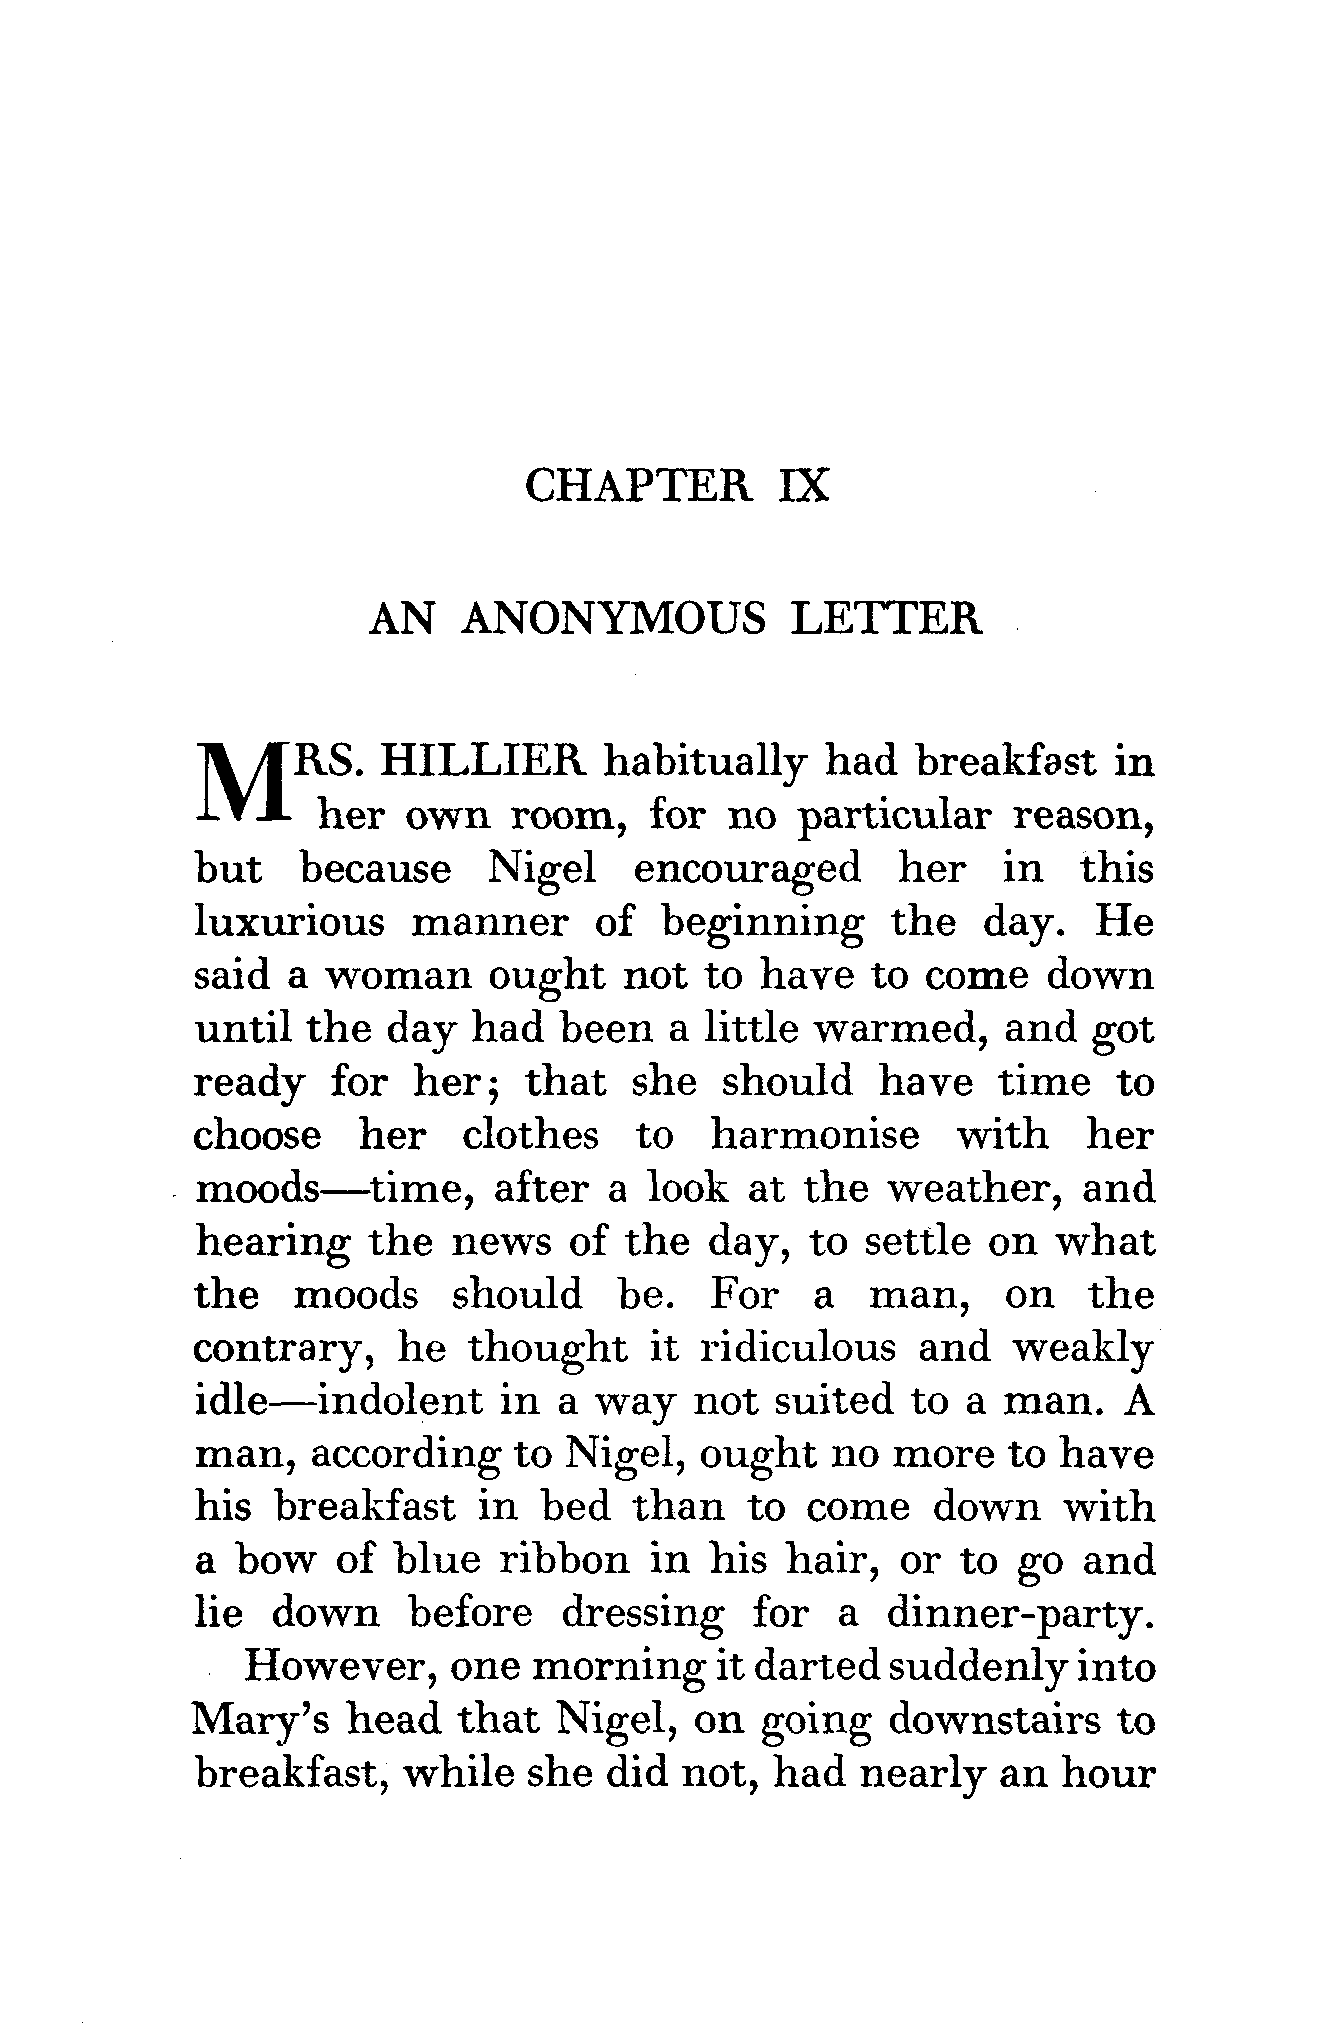 CHAPTER IX
AN ANONYMOUS LETTER
MRS. HILLIER habitually had breakfast in
her own room, for no particular reason,
but because Nigel encouraged her in this
luxurious manner of beginning the day. He
said a woman ought not to have to come down
until the day had been a little warmed, and got
ready for her; that she should have time to
choose her clothes to harmonise with her
moods—time, after a look at the weather, and
hearing the news of the day, to settle on what
the moods should be. For a man, on the
contrary, he thought it ridiculous and weakly
idle—indolent in a way not suited to a man. A
man, according to Nigel, ought no more to have
his breakfast in bed than to come down with
a bow of blue ribbon in his hair, or to go and
lie down before dressing for a dinner-party.
However, one morning it darted suddenly into
Mary's head that Nigel, on going downstairs to
breakfast, while she did not, had nearly an hour